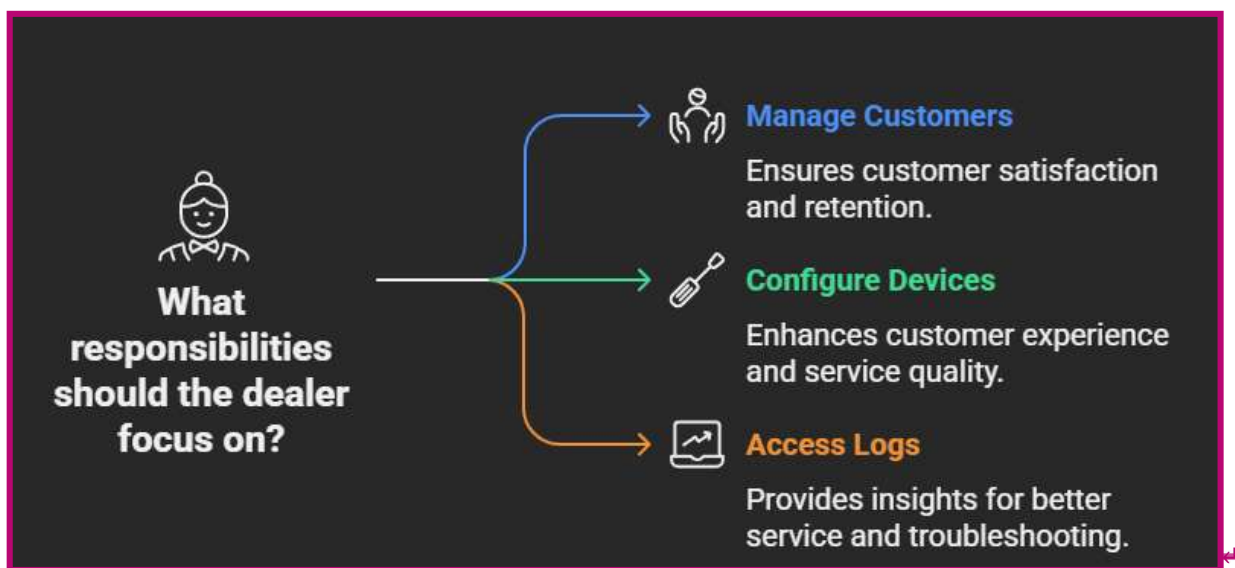 What
responsibilities
should the dealer
focus on?
Manage Customers
Ensures customer satisfaction
and retention.
Configure Devices
Enhances customer experience
and service quality.
Access Logs
Provides insights for better
service and troubleshooting.